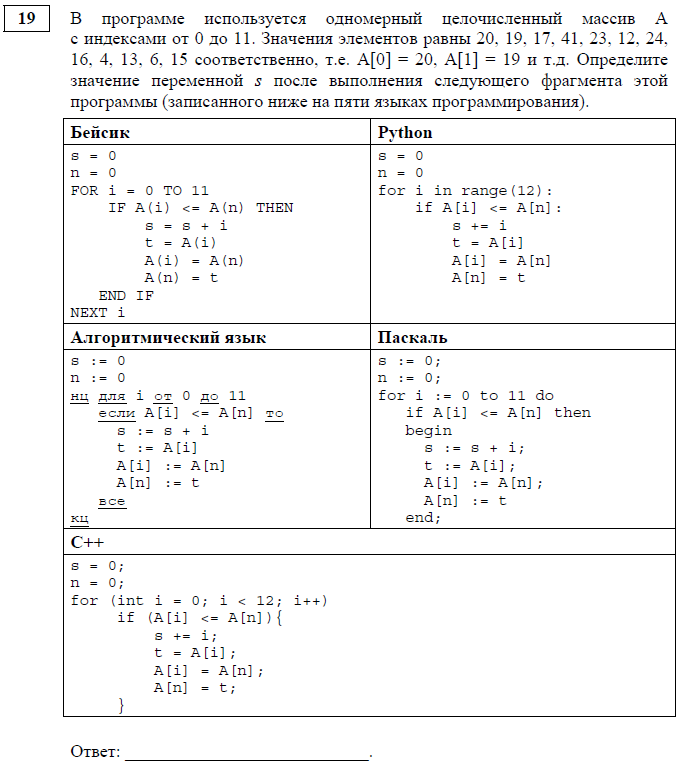 19
В программе используется одномерный целочисленный массив A
с индексами от 0 до 11. Значения элементов равны 20, 19, 17, 41, 23, 12, 24,
16, 4, 13, 6, 15 соответственно, т.е. A[0] = 20, A[1] = 19 и т.д. Определите
значение переменной s после выполнения следующего фрагмента этой
программы (записанного ниже на пяти языках программирования).
Бейсик
s = 0
n = 0
FOR i = 0 TO 11
IF A(i) <= A(n) THEN
s = s + i
t = A(i)
A(i) = A(n)
A(n) = t
END IF
NEXT i
Python
s = 0
n = 0
for i in range(12):
if A[i] <= A[n]:
s += i
t = A[i]
A[i] = A[n]
A[n] = t
Алгоритмический язык
s := 0
n := 0
нц для i от 0 до 11
если A[i] <= A[n] то
s := s + i
t := A[i]
A[i] := A[n]
A[n] := t
все
кц
Паскаль
s := 0;
n := 0;
for i := 0 to 11 do
if A[i] <= A[n] then
begin
s := s + i;
t := A[i];
A[i] := A[n];
A[n] := t
end;
C++
s = 0;
n = 0;
for (int i = 0; i < 12; i++)
if (A[i] <= A[n]){
s += i;
t = A[i];
A[i] = A[n];
A[n] = t;
}
Ответ: ___________________________.